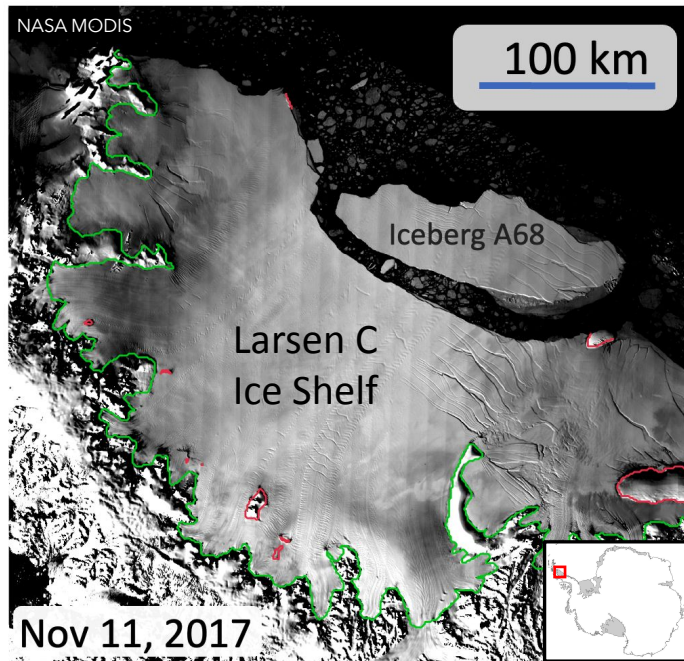 NASA MODIS
100 km
Iceberg A68
Larsen C
Ice Shelf
Nov 11, 2017